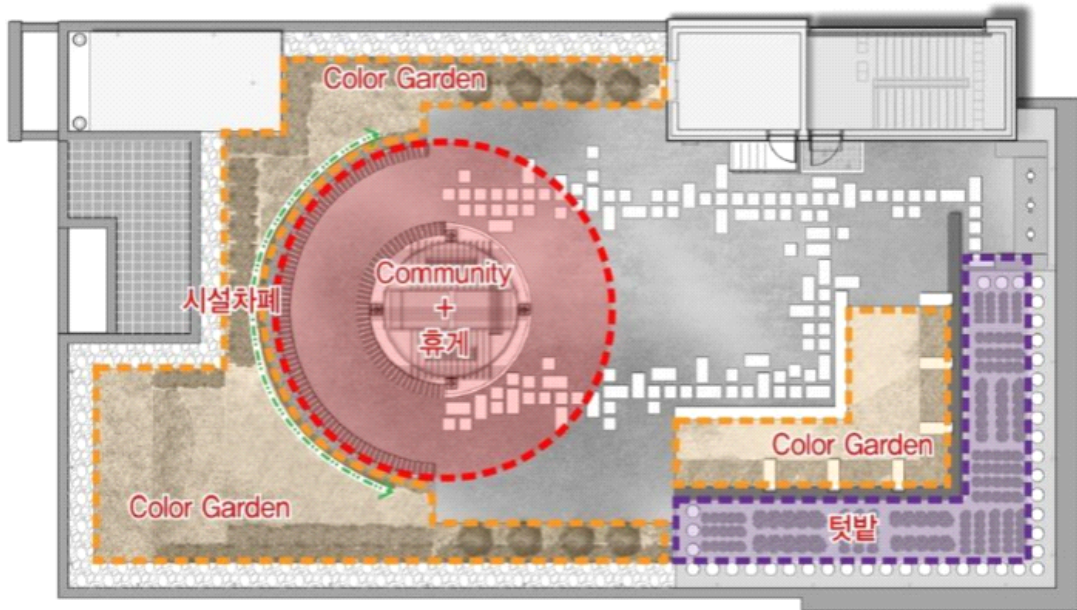 Color Garden
Community
+
휴게
시설차폐
Color Garden
Color Garden
텃밭